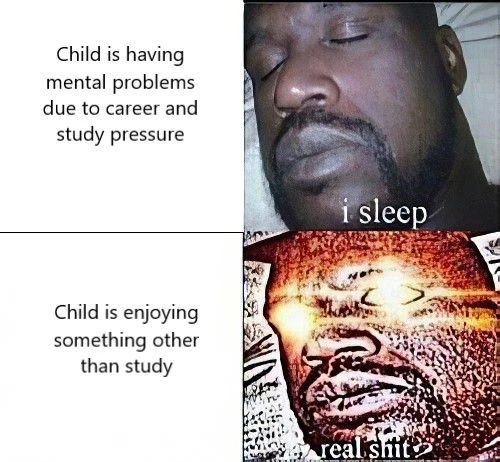 Child is having
mental problems
due to career and
study pressure
i sleep
Child is enjoying
something other
than study
real shit?